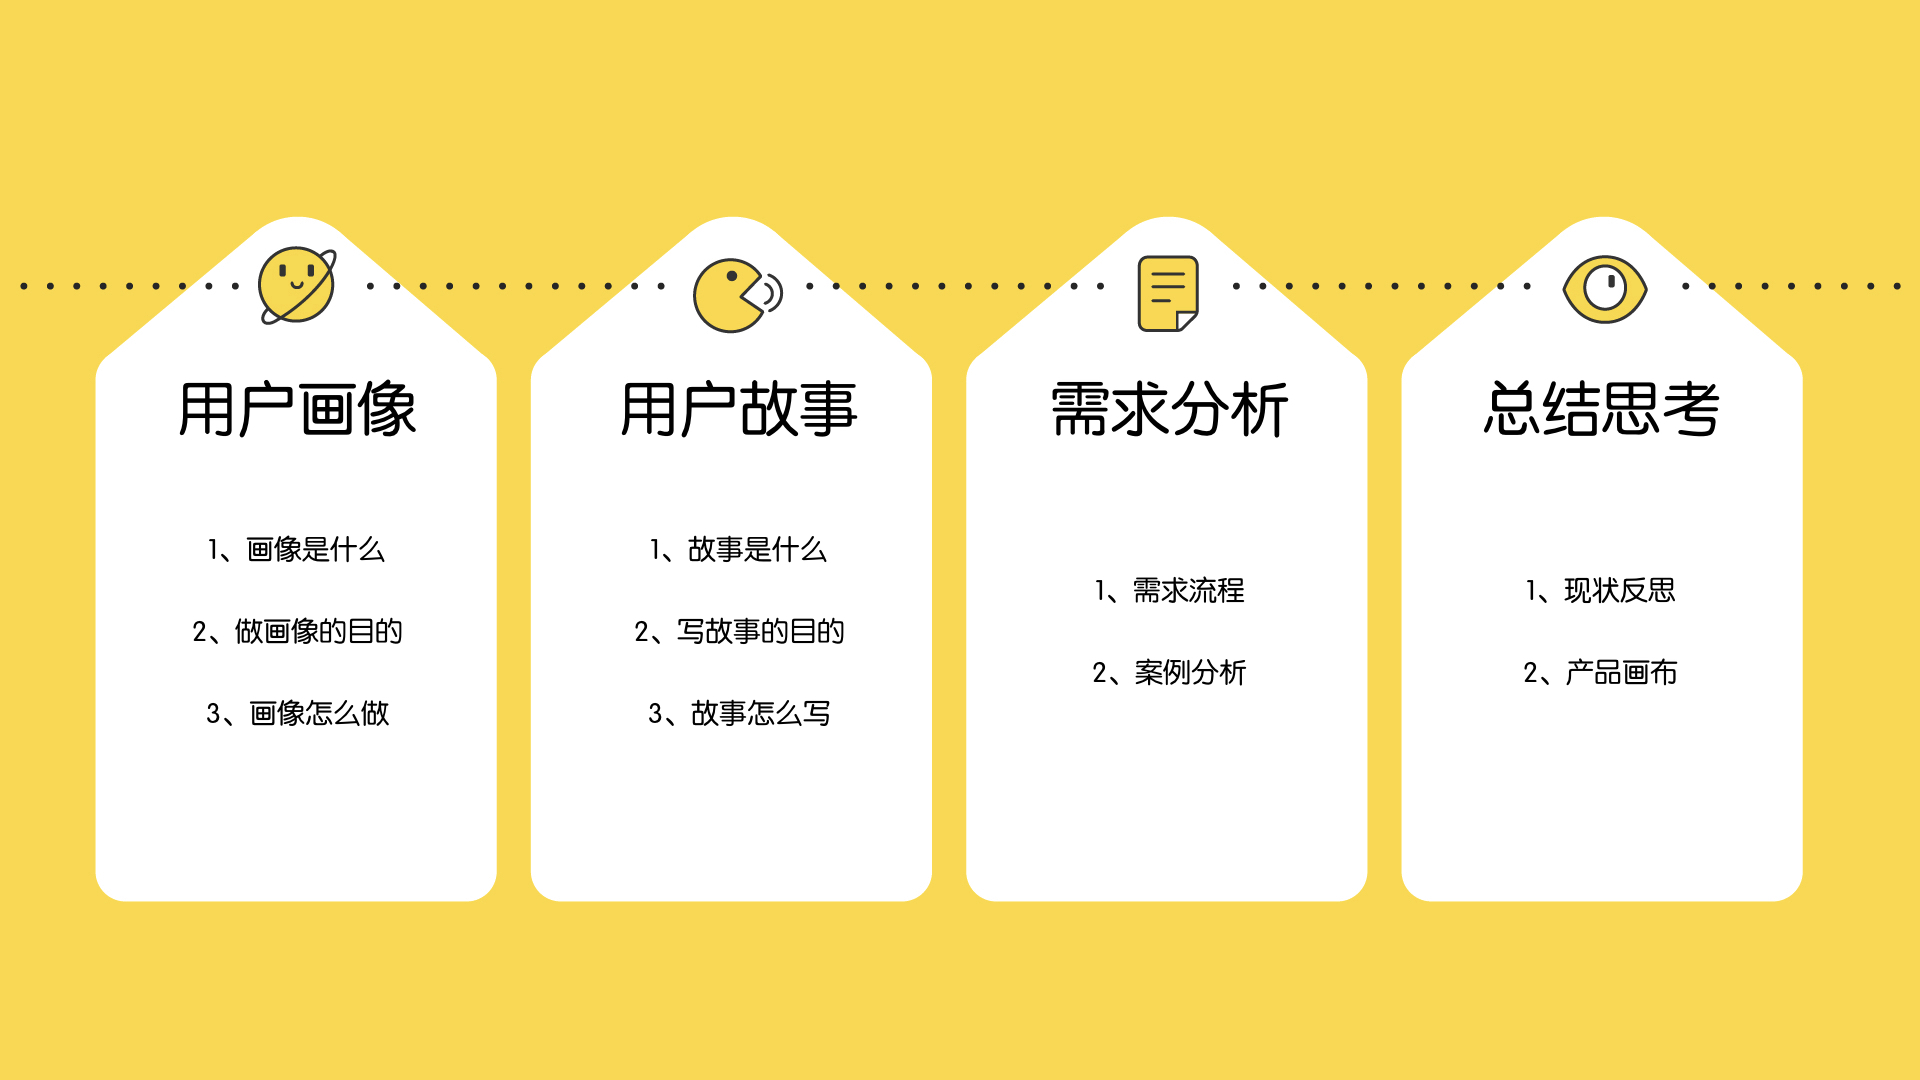 用户画像
1、画像是什么
2、做画像的目的
3、画像怎么做
用户故事
1、故事是什么
2、写故事的目的
3、故事怎么写
需求分析
1、需求流程
2、案例分析
总结思考
1、现状反思
2、产品画布